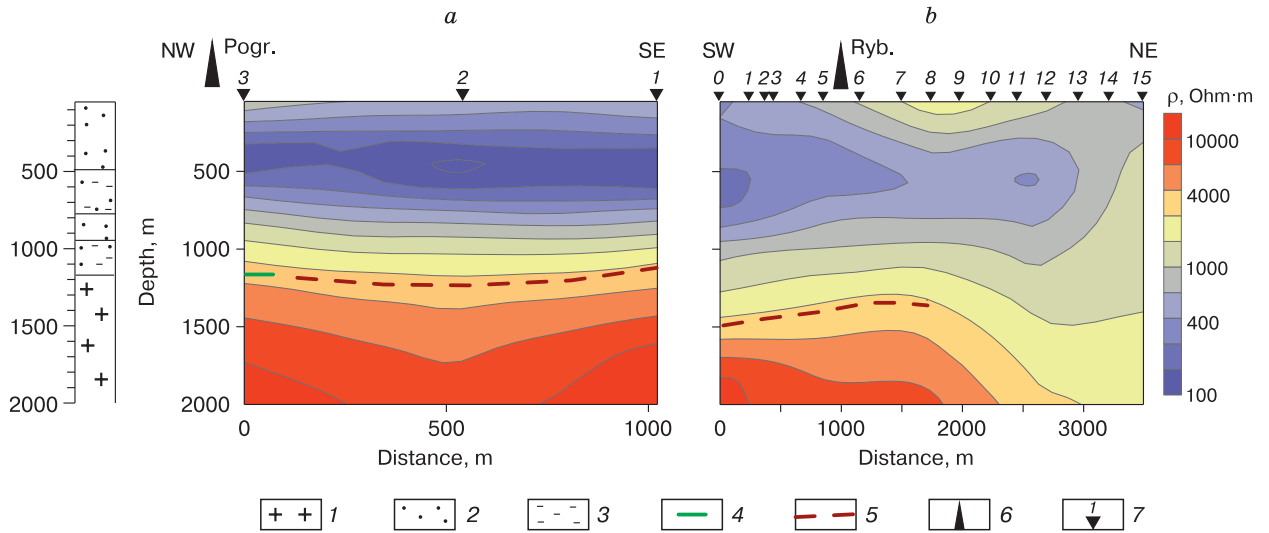 a
b
NW Pogr. SE
SW Ryb. NE
3 2 1
0 1 2 3 4 5 6 7 8 9 10 11 12 13 14 15
ρ, Ohm·m
10000
4000
1000
400
100
Depth, m
500
1000
1500
2000
500
1000
1500
2000
0 500 1000
Distance, m
0 1000 2000 3000
Distance, m
1 2 3 4 5 6 1 7